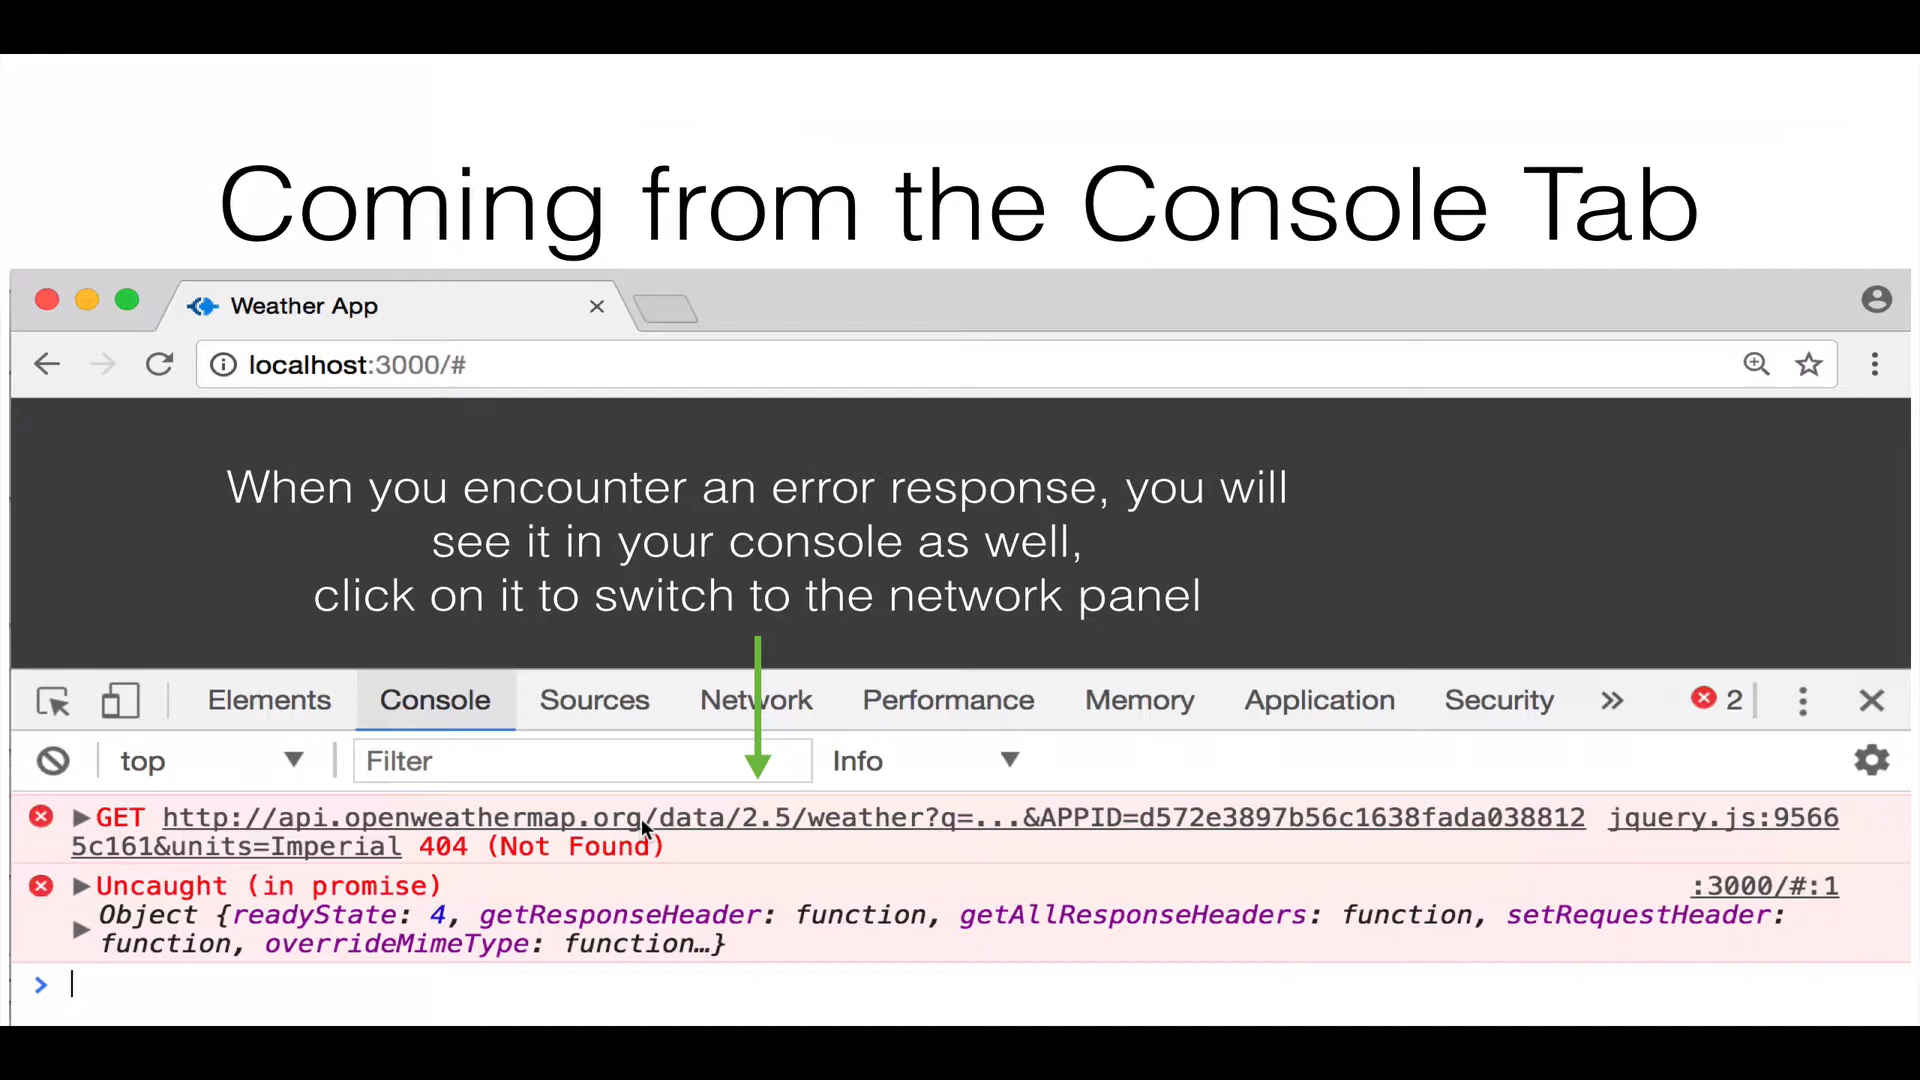 Coming from the Console Tab
Weather App
localhost:3000/#
When you encounter an error response, you will
see it in your console as well,
click on it to switch to the network panel
Elements Console Sources Network Performance Memory Application Security » 2
top Filter Info
GET http://api.openweathermap.org/data/2.5/weather?q=...&APPID=d572e3897b56c1638fada038812 jquery.js:9566
5c161&units=Imperial 404 (Not Found)
Uncaught (in promise) :3000/#:1
Object {readyState: 4, getResponseHeader: function, getAllResponseHeaders: function, setRequestHeader:
function, overrideMimeType: function…}
>